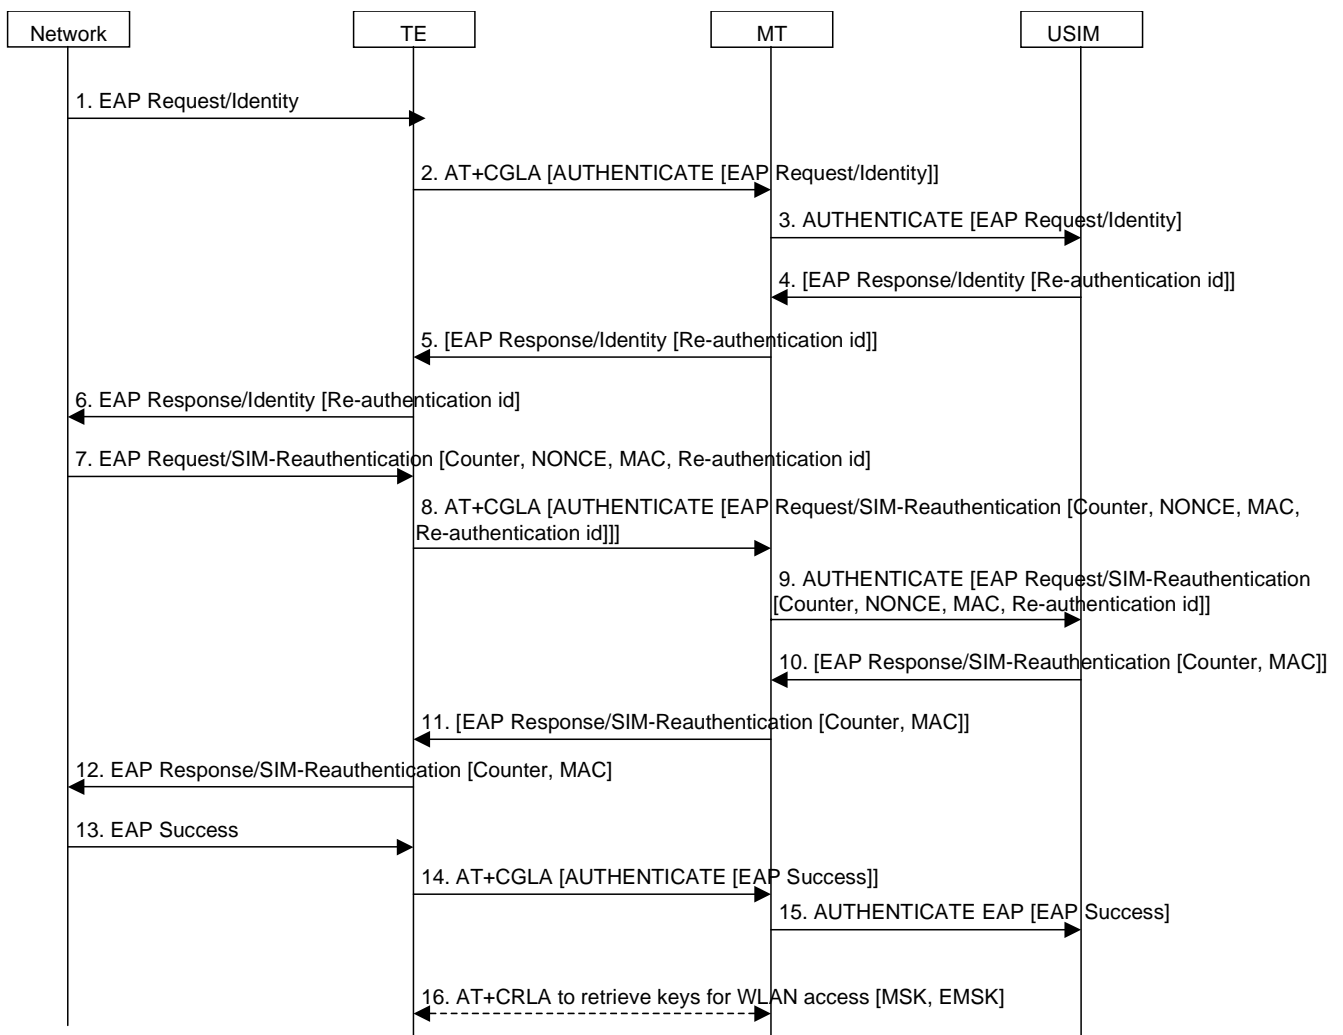 Network
TE
MT
USIM
1. EAP Request/Identity
2. AT+CGLA [AUTHENTICATE [EAP Request/Identity]]
3. AUTHENTICATE [EAP Request/Identity]
4. [EAP Response/Identity [Re-authentication id]]
5. [EAP Response/Identity [Re-authentication id]]
6. EAP Response/Identity [Re-authentication id]
7. EAP Request/SIM-Reauthentication [Counter, NONCE, MAC, Re-authentication id]
8. AT+CGLA [AUTHENTICATE [EAP Request/SIM-Reauthentication [Counter, NONCE, MAC,
Re-authentication id]]]
9. AUTHENTICATE [EAP Request/SIM-Reauthentication
[Counter, NONCE, MAC, Re-authentication id]]
10. [EAP Response/SIM-Reauthentication [Counter, MAC]]
11. [EAP Response/SIM-Reauthentication [Counter, MAC]]
12. EAP Response/SIM-Reauthentication [Counter, MAC]
13. EAP Success
14. AT+CGLA [AUTHENTICATE [EAP Success]]
15. AUTHENTICATE EAP [EAP Success]
16. AT+CRLA to retrieve keys for WLAN access [MSK, EMSK]